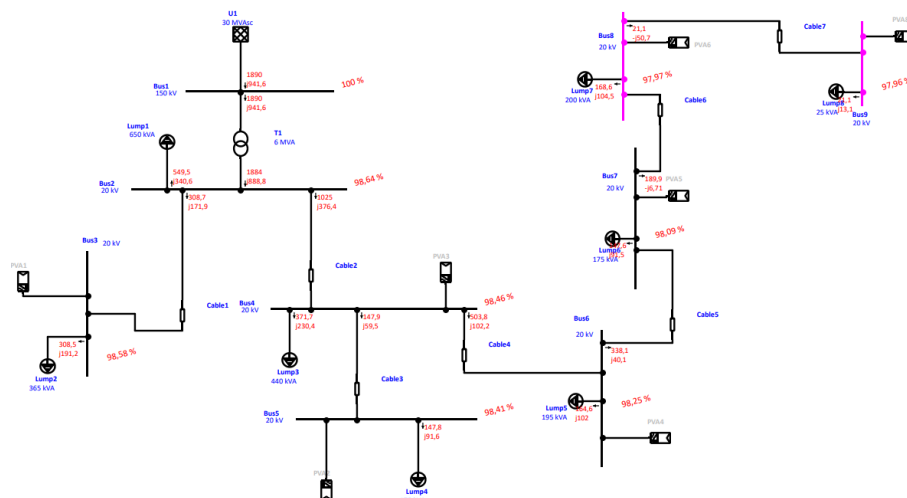 U1
30 MVAsc
1890
j941,6
100 %
Bus1
150 kV
1890
j941,6
T1
6 MVA
Lump1
650 kVA
549,5
j340,6
1884
j888,8
98,64 %
Bus2
20 kV
308,7
j171,9
1025
j376,4
Bus3
20 kV
PVA1
Cable1
308,5
j191,2
98,58 %
Lump2
365 kVA
Cable2
PVA3
Bus4
20 kV
98,46 %
371,7
j230,4
147,9
j59,5
503,8
j102,2
Lump3
440 kVA
Cable3
Cable4
Bus5
20 kV
98,41 %
147,8
j91,6
Lump4
Bus8
20 kV
21,1
-j50,7
PVA6
Cable7
Lump7
200 kVA
168,6
j104,5
97,97 %
Cable6
97,96 %
Lump8
25 kVA
j13,1
Bus9
20 kV
Bus7
20 kV
189,9
-j6,71
PVA5
98,09 %
Lump6
175 kVA
Cable5
Bus6
20 kV
338,1
j40,1
Lump5
195 kVA
j102
98,25 %
PVA4